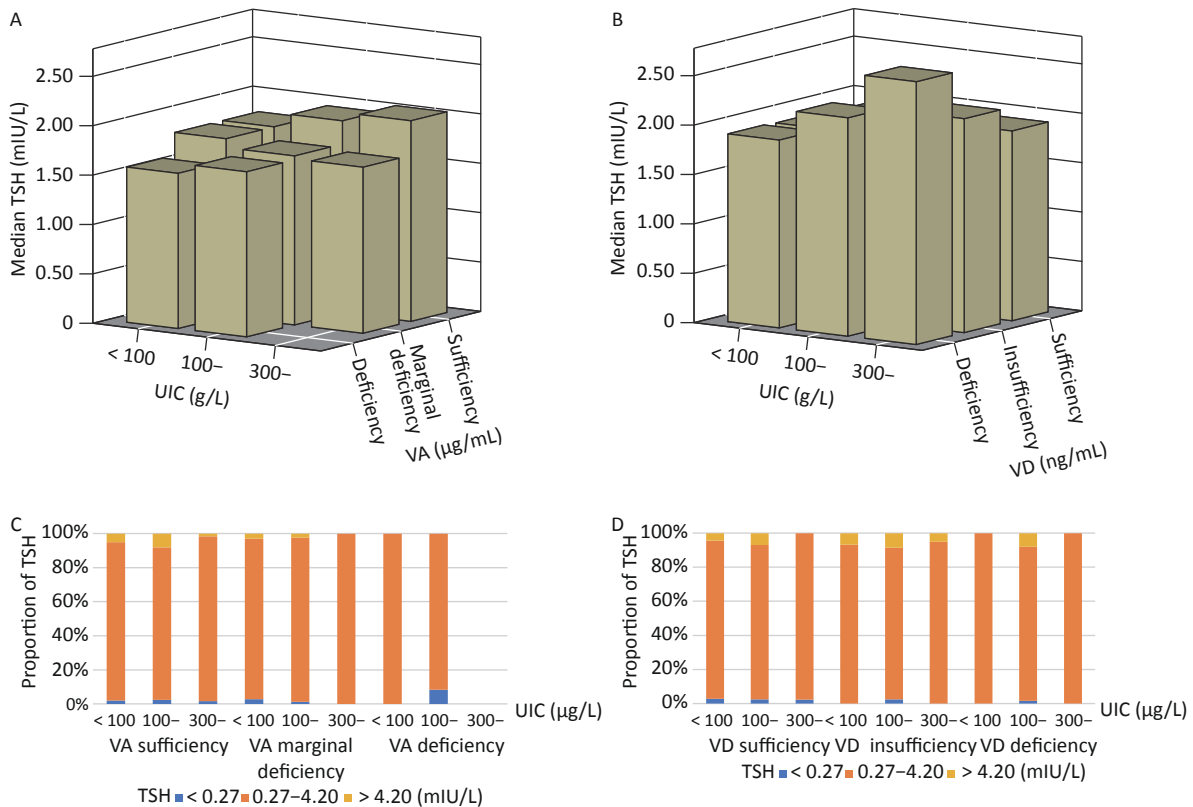 A
Median TSH (mIU/L)
2.50
2.00
1.50
1.00
0.50
0
< 100
100–
300–
UIC (g/L)
Deficiency
Marginal
deficiency
Sufficiency
VA (μg/mL)
B
Median TSH (mIU/L)
2.50
2.00
1.50
1.00
0.50
0
< 100
100–
300–
UIC (g/L)
Deficiency
Insufficiency
Sufficiency
VD (ng/mL)
C
Proportion of TSH
100%
80%
60%
40%
20%
0%
< 100 100– 300– < 100 100– 300– < 100 100– 300– UIC (μg/L)
VA sufficiency VA marginal VA deficiency
deficiency
TSH < 0.27 0.27–4.20 > 4.20 (mIU/L)
D
Proportion of TSH
100%
80%
60%
40%
20%
0%
< 100 100– 300– < 100 100– 300– < 100 100– 300– UIC (μg/L)
VD sufficiency VD insufficiency VD deficiency
TSH < 0.27 0.27–4.20 > 4.20 (mIU/L)